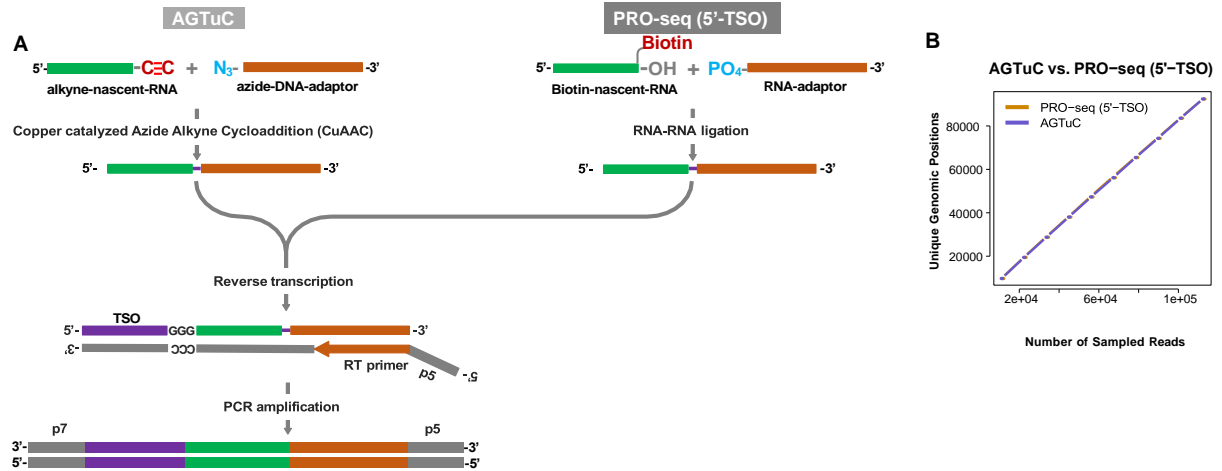 AGTuC
PRO-seq (5'-TSO)
A
5'- -C≡C + N₃- -3'
alkyne-nascent-RNA azide-DNA-adaptor
Biotin
5'- -OH + PO₄- -3'
Biotin-nascent-RNA RNA-adaptor
Copper catalyzed Azide Alkyne Cycloaddition (CuAAC)
RNA-RNA ligation
5'- -3'
5'- -3'
Reverse transcription
TSO
5'- GGG -3'
3'- CCC
RT primer p5 -5'
PCR amplification
p7 p5
3'- -3'
5'- -5'
B
AGTuC vs. PRO−seq (5'−TSO)
PRO−seq (5'−TSO)
AGTuC
Unique Genomic Positions
80000
60000
40000
20000
2e+04 6e+04 1e+05
Number of Sampled Reads